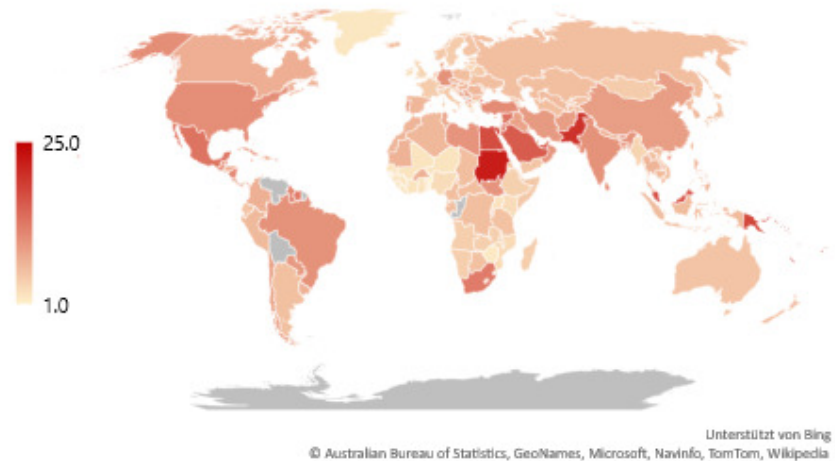 25.0
1.0
Unterstützt von Bing
© Australian Bureau of Statistics, GeoNames, Microsoft, Navinfo, TomTom, Wikipedia